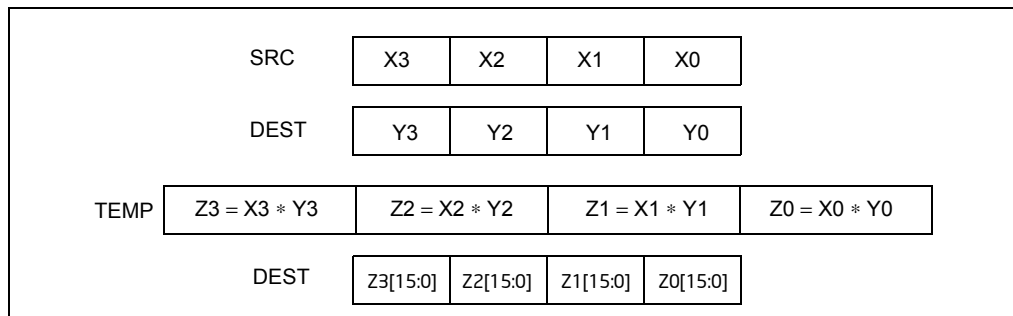 SRC X3 X2 X1 X0
DEST Y3 Y2 Y1 Y0
TEMP Z3 = X3 ∗ Y3 Z2 = X2 ∗ Y2 Z1 = X1 ∗ Y1 Z0 = X0 ∗ Y0
DEST Z3[15:0] Z2[15:0] Z1[15:0] Z0[15:0]